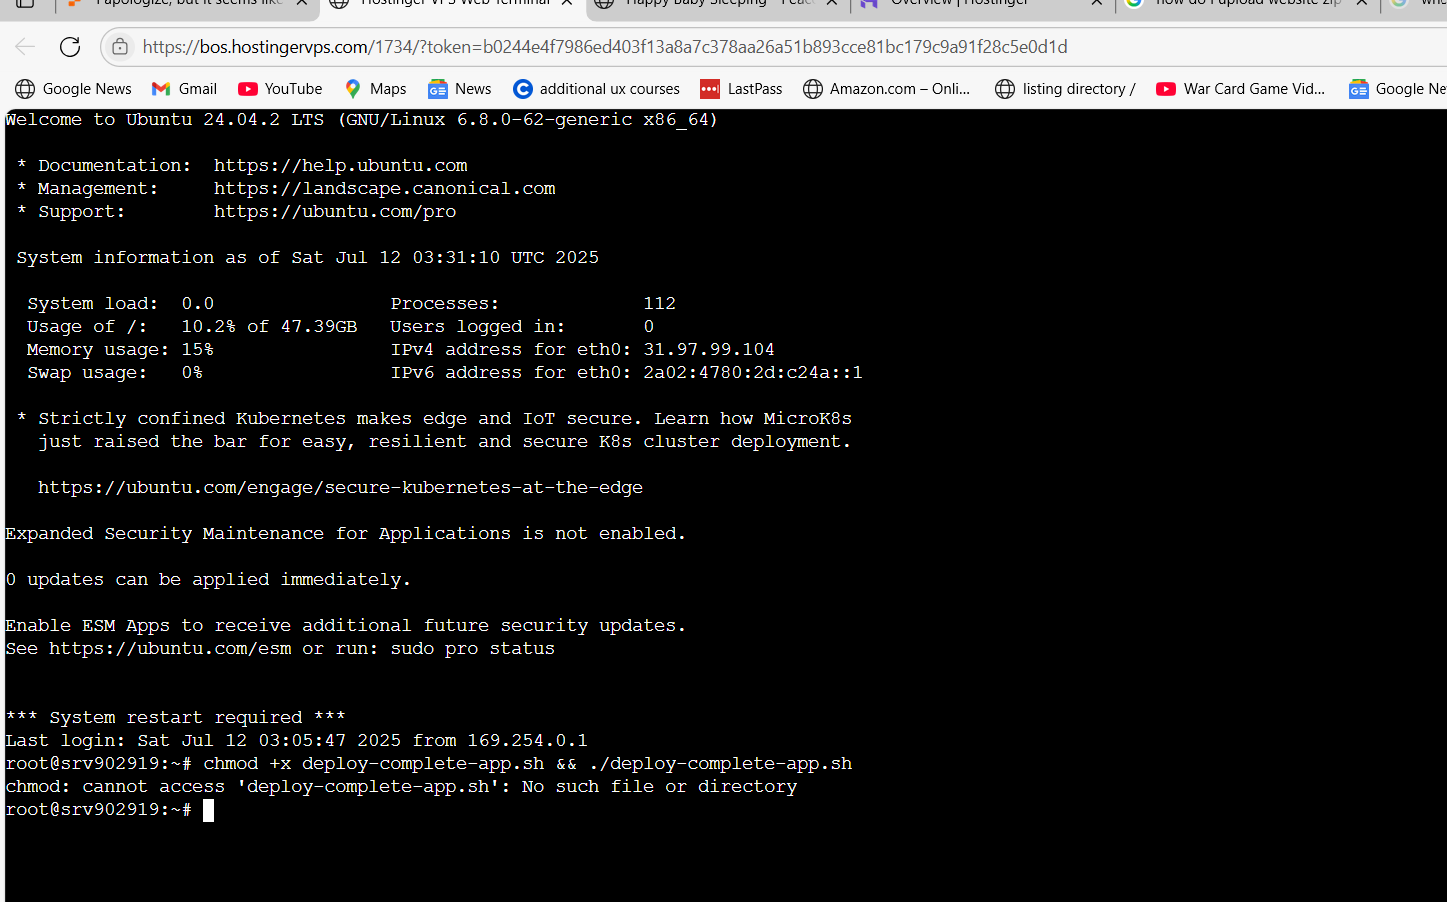 Hostinger VPS Web Terminal
Happy Baby Sleeping - Peac
Overview | Hostinger
how do i upload website zip
https://bos.hostingervps.com/1734/?token=b0244e4f7986ed403f13a8a7c378aa26a51b893cce81bc179c9a91f28c5e0d1d
Google News Gmail YouTube Maps News additional ux courses LastPass Amazon.com – Onli... listing directory / War Card Game Vid... Google Ne
Welcome to Ubuntu 24.04.2 LTS (GNU/Linux 6.8.0-62-generic x86_64)
* Documentation: https://help.ubuntu.com
* Management: https://landscape.canonical.com
* Support: https://ubuntu.com/pro
System information as of Sat Jul 12 03:31:10 UTC 2025
System load: 0.0 Processes: 112
Usage of /: 10.2% of 47.39GB Users logged in: 0
Memory usage: 15% IPv4 address for eth0: 31.97.99.104
Swap usage: 0% IPv6 address for eth0: 2a02:4780:2d:c24a::1
* Strictly confined Kubernetes makes edge and IoT secure. Learn how MicroK8s
just raised the bar for easy, resilient and secure K8s cluster deployment.
https://ubuntu.com/engage/secure-kubernetes-at-the-edge
Expanded Security Maintenance for Applications is not enabled.
0 updates can be applied immediately.
Enable ESM Apps to receive additional future security updates.
See https://ubuntu.com/esm or run: sudo pro status
*** System restart required ***
Last login: Sat Jul 12 03:05:47 2025 from 169.254.0.1
root@srv902919:~# chmod +x deploy-complete-app.sh && ./deploy-complete-app.sh
chmod: cannot access 'deploy-complete-app.sh': No such file or directory
root@srv902919:~#